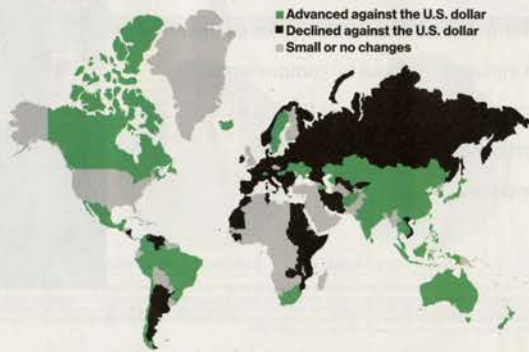 Advanced against the U.S. dollar
Declined against the U.S. dollar
Small or no changes